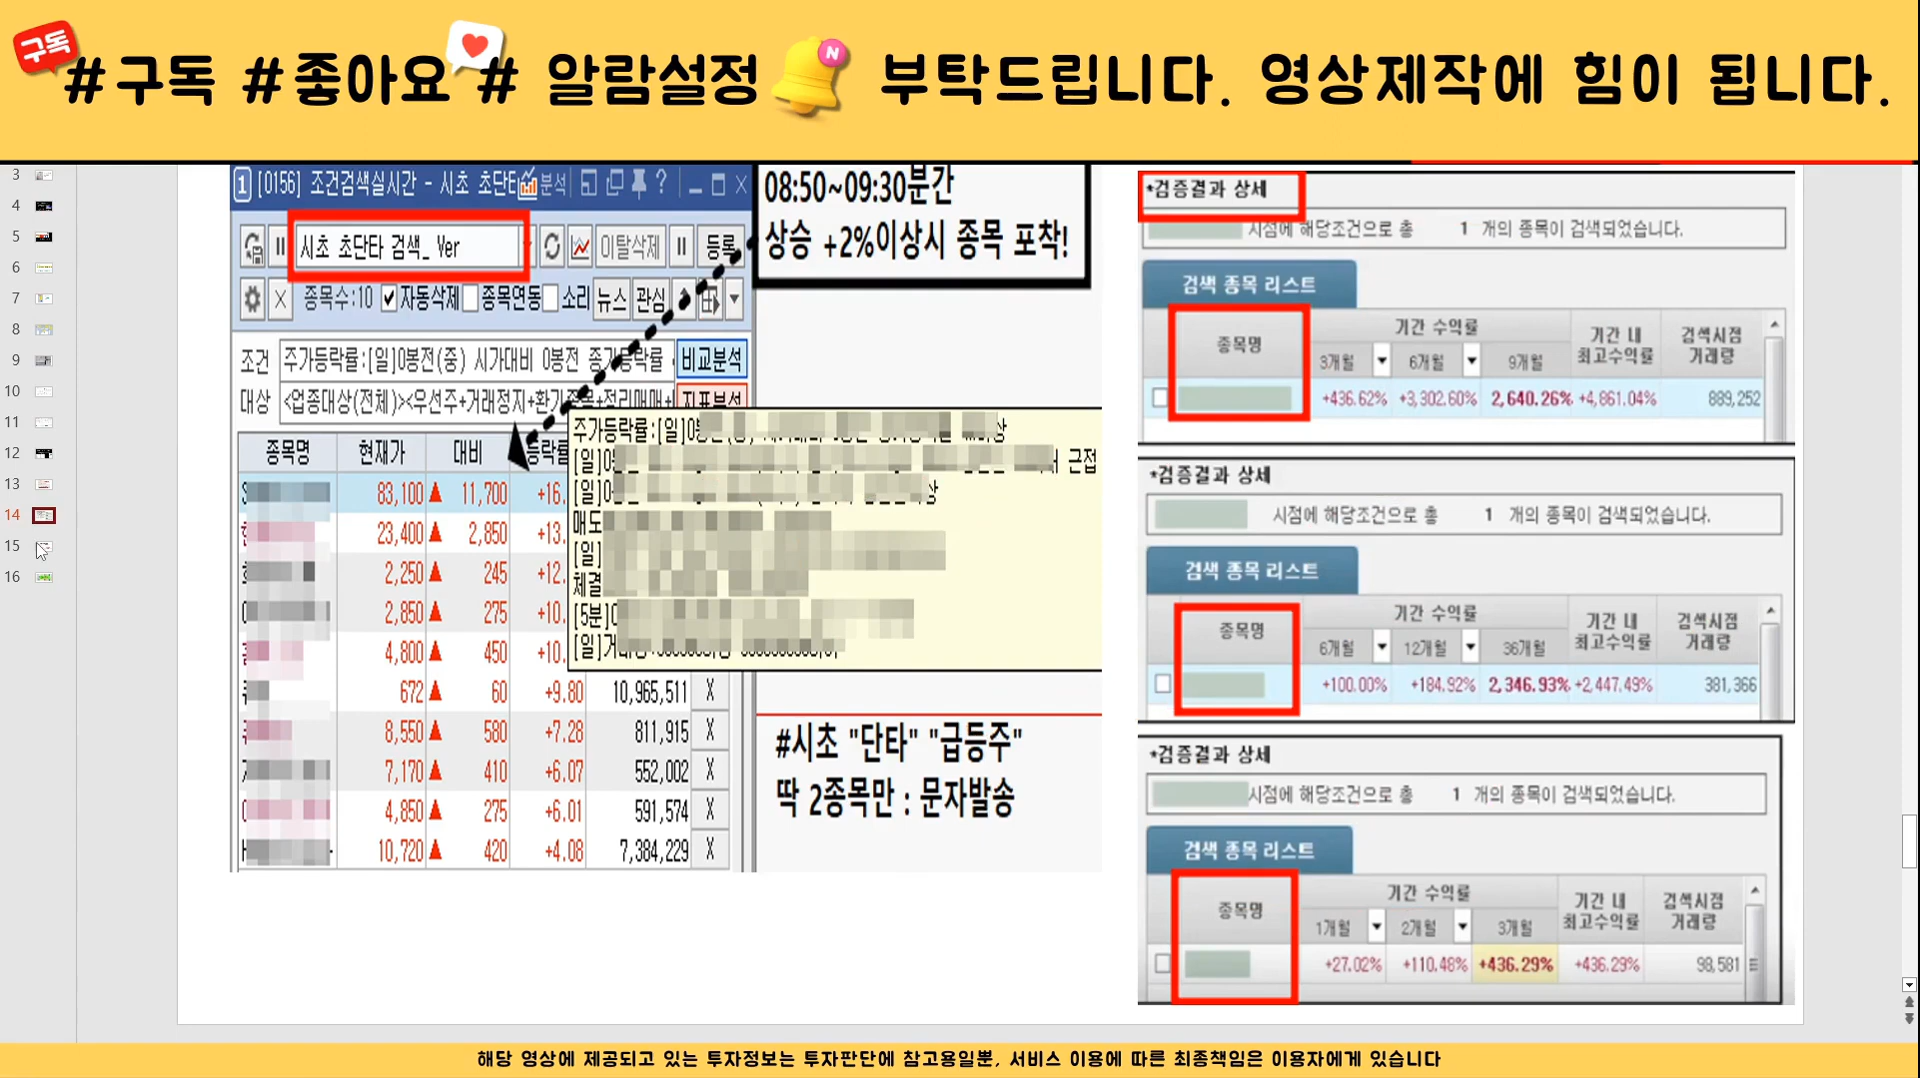 구독
#구독 #좋아요 # 알람설정 N 부탁드립니다. 영상제작에 힘이 됩니다.
3
4
5
6
7
8
9
10
11
12
13
14
15
16
1 [0156] 조건검색실시간 - 시초 초단타 분석
시초 초단타 검색_ Ver
이탈삭제
등록
종목수:10 자동삭제 종목연동 소리 뉴스 관심
조건 주가등락률:[일]0봉전(중) 시가대비 0봉전 종가등락률 비교분석
대상 <업종대상(전체)><우선주+거래정지+환기종목+정리매매+ 지표분석
종목명 현재가 대비 등락률
83,100 ▲ 11,700 +16.
23,400 ▲ 2,850 +13.
2,250 ▲ 245 +12.
2,850 ▲ 275 +10.
4,800 ▲ 450 +10.
672 ▲ 60 +9.80 10,965,511 X
8,550 ▲ 580 +7.28 811,915 X
7,170 ▲ 410 +6.07 552,002 X
4,850 ▲ 275 +6.01 591,574 X
10,720 ▲ 420 +4.08 7,384,229 X
08:50~09:30분간
상승 +2%이상시 종목 포착!
주가등락률:[일]0
[일]0 근접
[일]0
매도
[일]
체결
[5분]0
[일]
#시초 "단타" "급등주"
딱 2종목만 : 문자발송
*검증결과 상세
시점에 해당조건으로 총 1 개의 종목이 검색되었습니다.
검색 종목 리스트
종목명 기간 수익률 기간 내 최고수익률 검색시점 거래량
3개월 6개월 9개월
+436.62% +3,302.60% 2,640.26% +4,861.04% 889,252
*검증결과 상세
시점에 해당조건으로 총 1 개의 종목이 검색되었습니다.
검색 종목 리스트
종목명 기간 수익률 기간 내 최고수익률 검색시점 거래량
6개월 12개월 36개월
+100.00% +184.92% 2,346.93% +2,447.49% 381,366
*검증결과 상세
시점에 해당조건으로 총 1 개의 종목이 검색되었습니다.
검색 종목 리스트
종목명 기간 수익률 기간 내 최고수익률 검색시점 거래량
1개월 2개월 3개월
+27.02% +110.48% +436.29% +436.29% 98,581
해당 영상에 제공되고 있는 투자정보는 투자판단에 참고용일뿐, 서비스 이용에 따른 최종책임은 이용자에게 있습니다